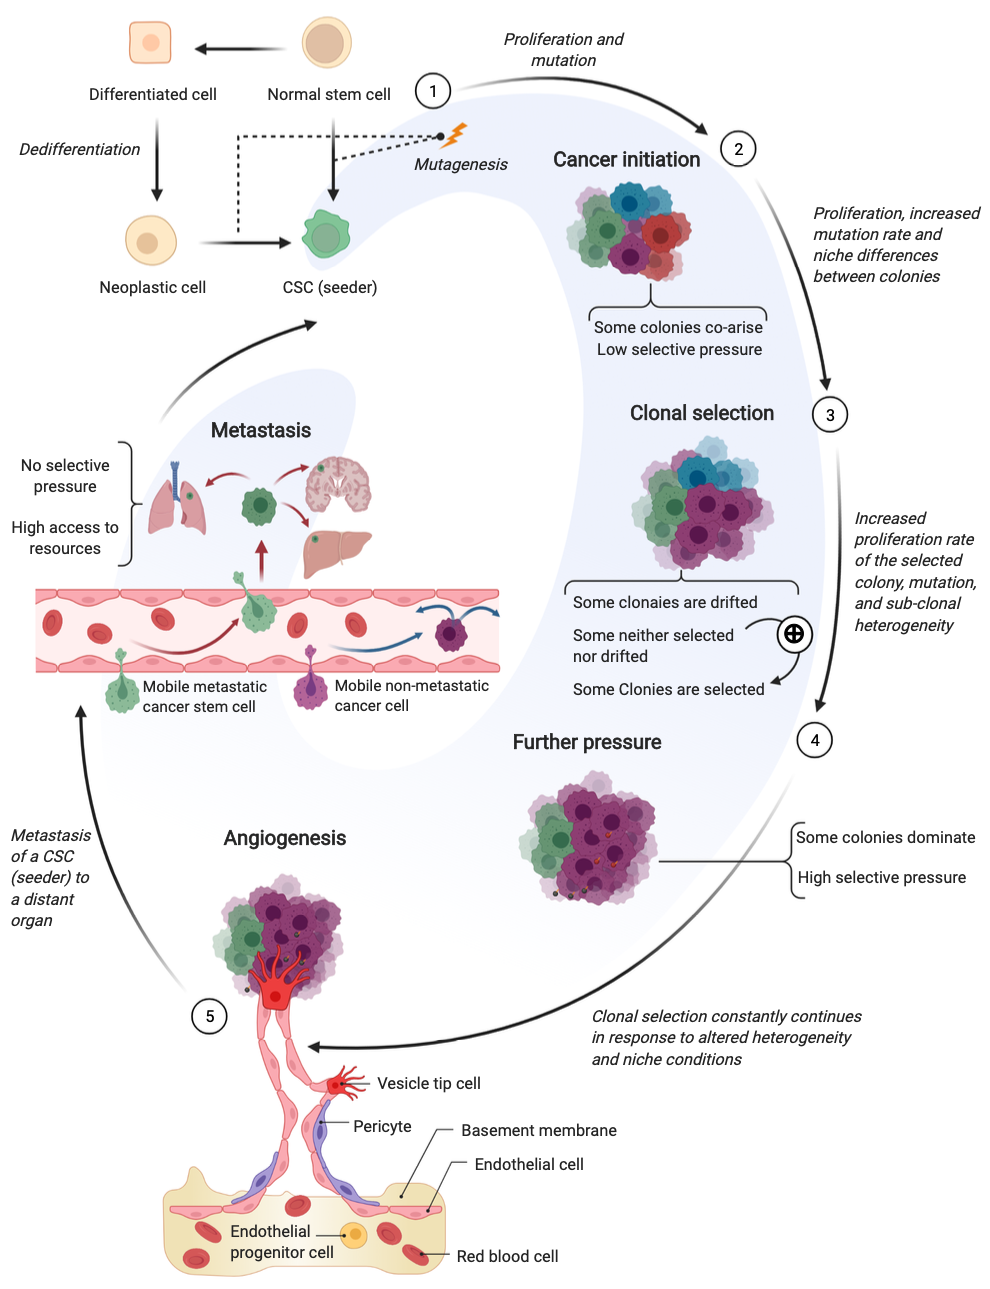 Differentiated cell
Normal stem cell
1
Proliferation and
mutation
2
Dedifferentiation
Mutagenesis
Neoplastic cell
CSC (seeder)
Cancer initiation
Some colonies co-arise
Low selective pressure
Proliferation, increased
mutation rate and
niche differences
between colonies
3
Clonal selection
Some clonaies are drifted
Some neither selected
nor drifted
Some Clonies are selected
Increased
proliferation rate
of the selected
colony, mutation,
and sub-clonal
heterogeneity
4
Further pressure
Some colonies dominate
High selective pressure
Clonal selection constantly continues
in response to altered heterogeneity
and niche conditions
Angiogenesis
5
Vesicle tip cell
Pericyte
Basement membrane
Endothelial cell
Endothelial
progenitor cell
Red blood cell
Metastasis
of a CSC
(seeder) to
a distant
organ
Metastasis
No selective
pressure
High access to
resources
Mobile metastatic
cancer stem cell
Mobile non-metastatic
cancer cell